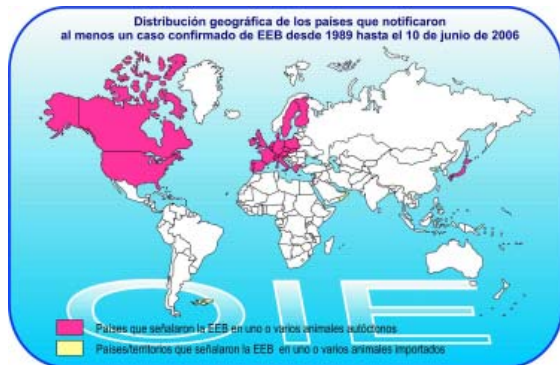 Distribución geográfica de los países que notificaron
al menos un caso confirmado de EEB desde 1989 hasta el 10 de junio de 2006
OIE
Países que señalaron la EEB en uno o varios animales autóctonos
Países/territorios que señalaron la EEB en uno o varios animales importados